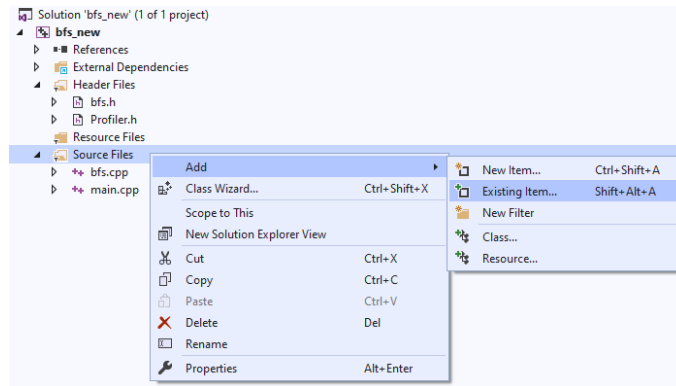 Solution 'bfs_new' (1 of 1 project)
bfs_new
References
External Dependencies
Header Files
bfs.h
Profiler.h
Resource Files
Source Files
bfs.cpp
main.cpp
Add
Class Wizard... Ctrl+Shift+X
Scope to This
New Solution Explorer View
Cut Ctrl+X
Copy Ctrl+C
Paste Ctrl+V
Delete Del
Rename
Properties Alt+Enter
New Item... Ctrl+Shift+A
Existing Item... Shift+Alt+A
New Filter
Class...
Resource...